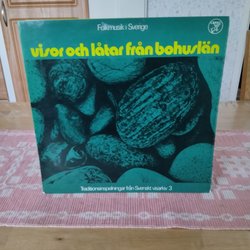 Folkmusik i Sverige
visor och låtar från bohuslän
Traditionsinspelningar från Svenskt visarkiv 3